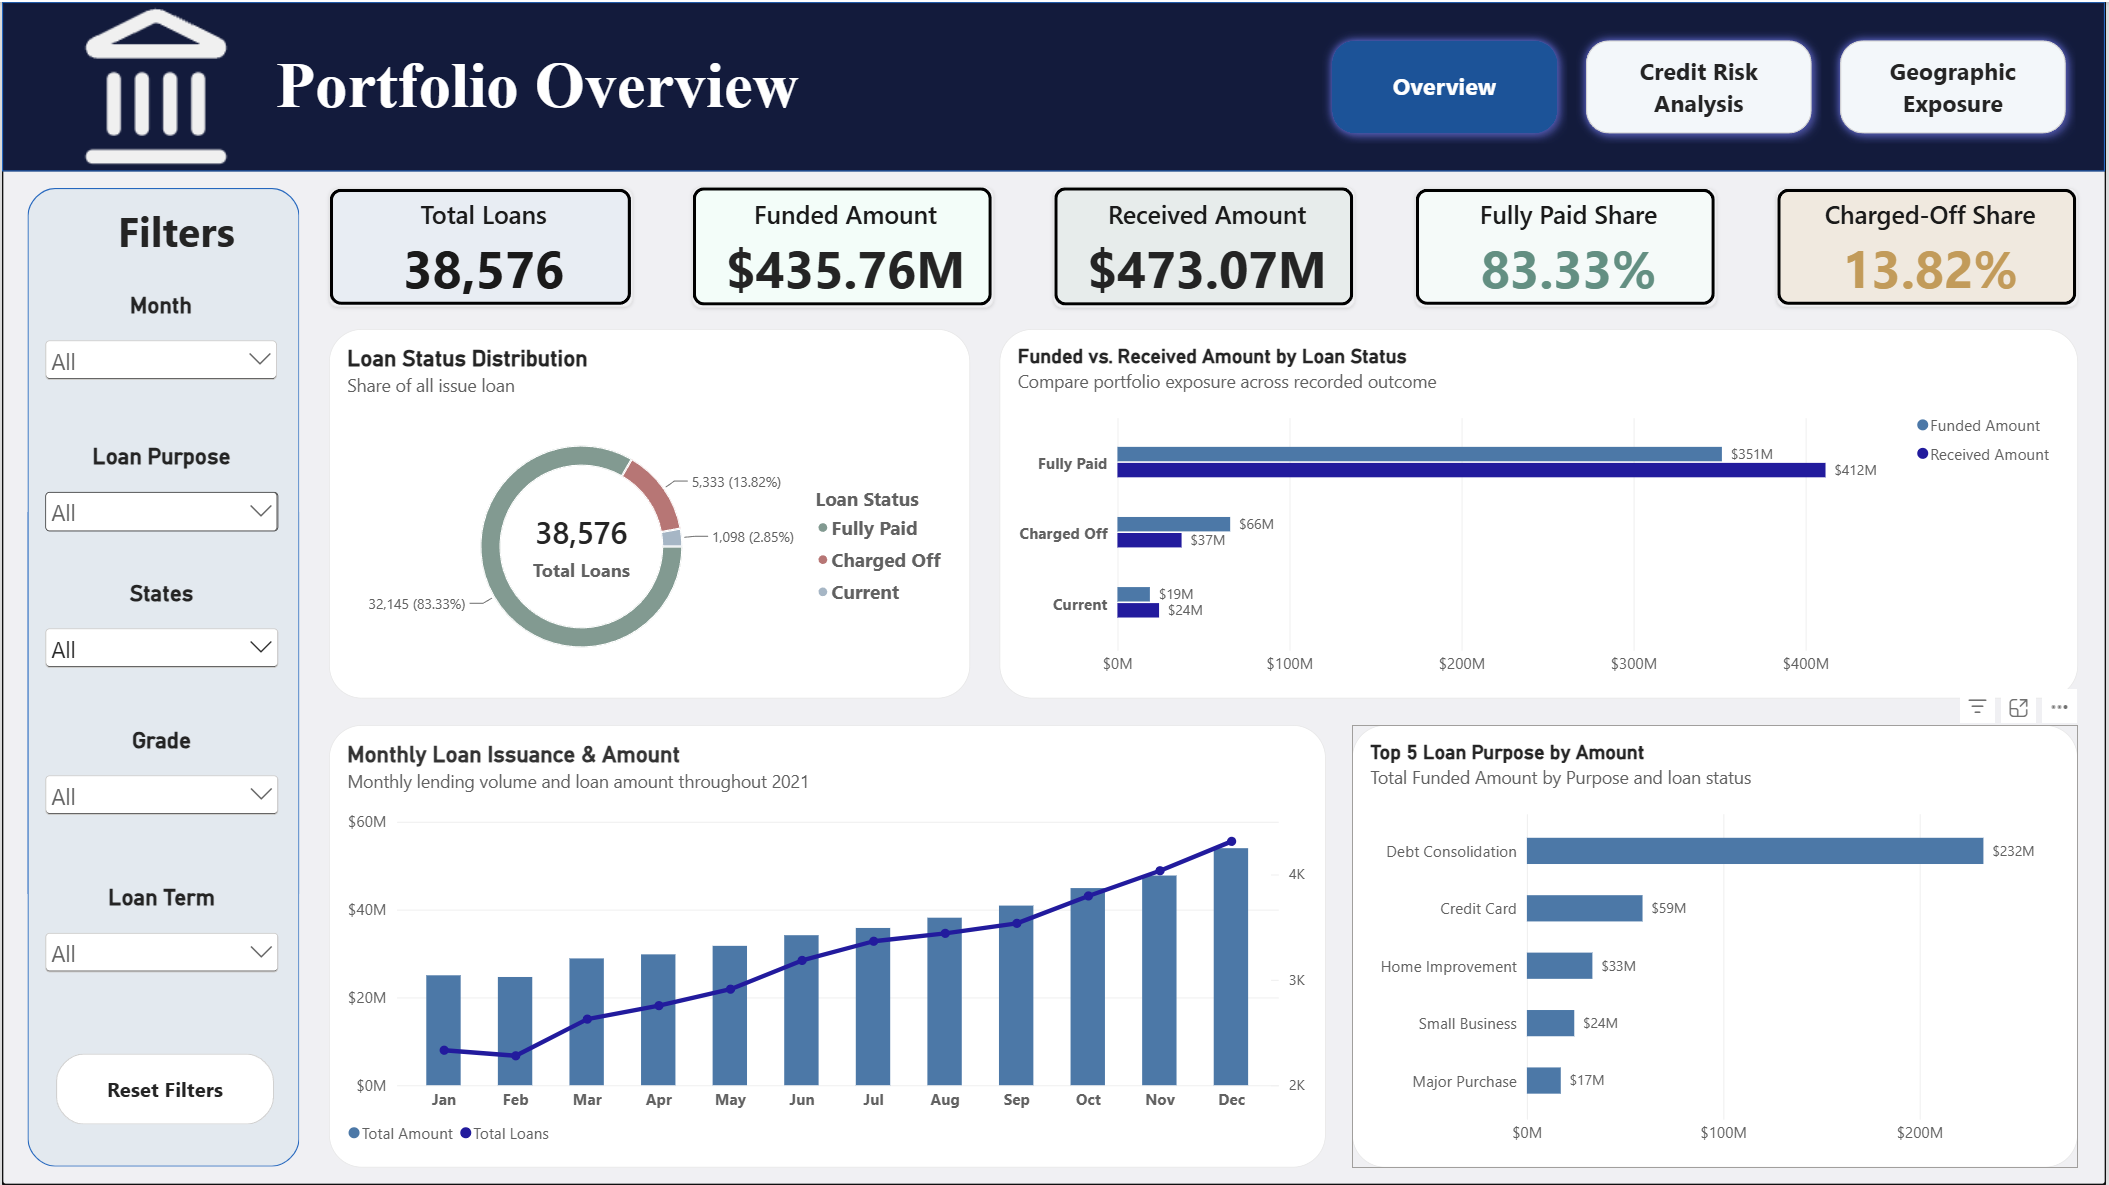 Portfolio Overview
Overview
Credit Risk
Analysis
Geographic
Exposure
Filters
Month
All
Loan Purpose
All
States
All
Grade
All
Loan Term
All
Reset Filters
Total Loans
38,576
Funded Amount
$435.76M
Received Amount
$473.07M
Fully Paid Share
83.33%
Charged-Off Share
13.82%
Loan Status Distribution
Share of all issue loan
5,333 (13.82%)
1,098 (2.85%)
32,145 (83.33%)
38,576
Total Loans
Loan Status
Fully Paid
Charged Off
Current
Funded vs. Received Amount by Loan Status
Compare portfolio exposure across recorded outcome
Funded Amount
Received Amount
Fully Paid
$351M
$412M
Charged Off
$66M
$37M
Current
$19M
$24M
$0M $100M $200M $300M $400M
Monthly Loan Issuance & Amount
Monthly lending volume and loan amount throughout 2021
$60M
$40M
$20M
$0M
4K
3K
2K
Jan Feb Mar Apr May Jun Jul Aug Sep Oct Nov Dec
Total Amount Total Loans
Top 5 Loan Purpose by Amount
Total Funded Amount by Purpose and loan status
Debt Consolidation $232M
Credit Card $59M
Home Improvement $33M
Small Business $24M
Major Purchase $17M
$0M $100M $200M